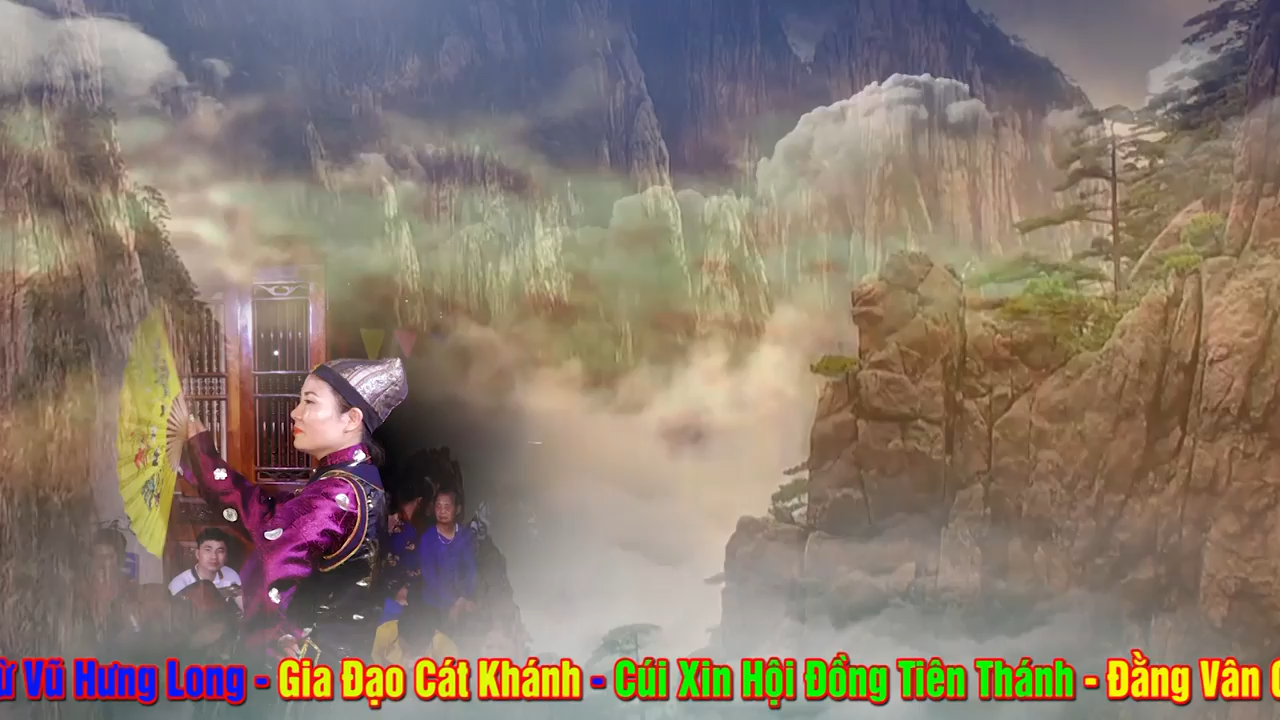 Vũ Hưng Long - Gia Đạo Cát Khánh - Cúi Xin Hội Đồng Tiên Thánh - Đằng Vân